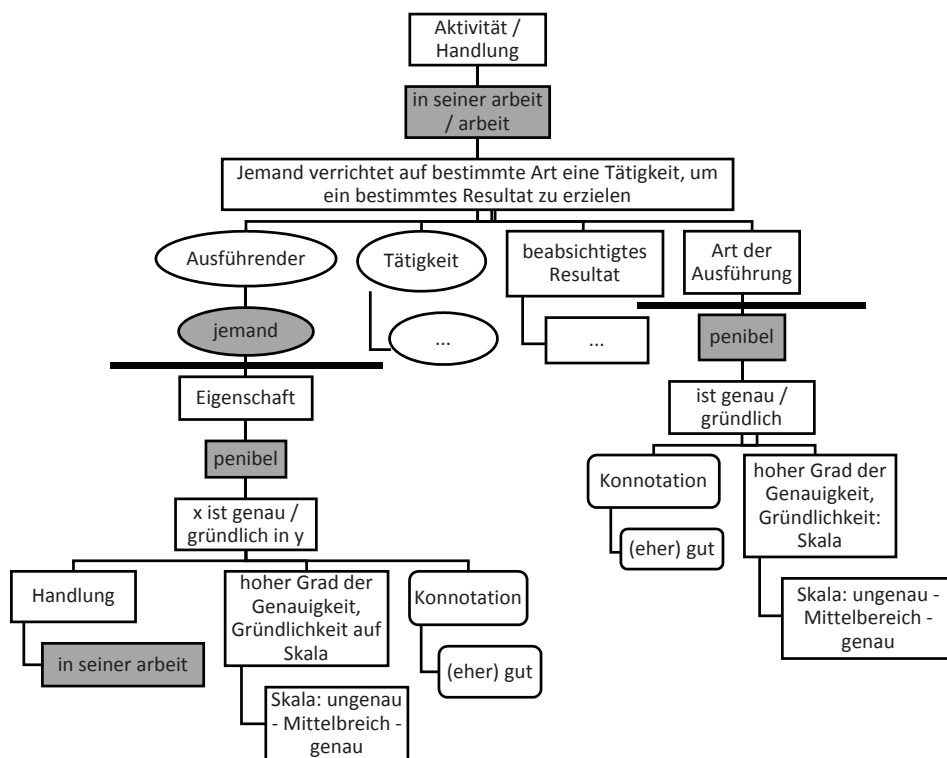 Aktivität /
Handlung
in seiner arbeit
/ arbeit
Jemand verrichtet auf bestimmte Art eine Tätigkeit, um
ein bestimmtes Resultat zu erzielen
Ausführender
Tätigkeit
beabsichtigtes
Resultat
Art der
Ausführung
jemand
...
...
penibel
Eigenschaft
ist genau /
gründlich
penibel
Konnotation
hoher Grad der
Genauigkeit,
Gründlichkeit:
Skala
(eher) gut
x ist genau /
gründlich in y
Handlung
hoher Grad der
Genauigkeit,
Gründlichkeit auf
Skala
Konnotation
Skala: ungenau -
Mittelbereich -
genau
in seiner arbeit
(eher) gut
Skala: ungenau
- Mittelbreich -
genau